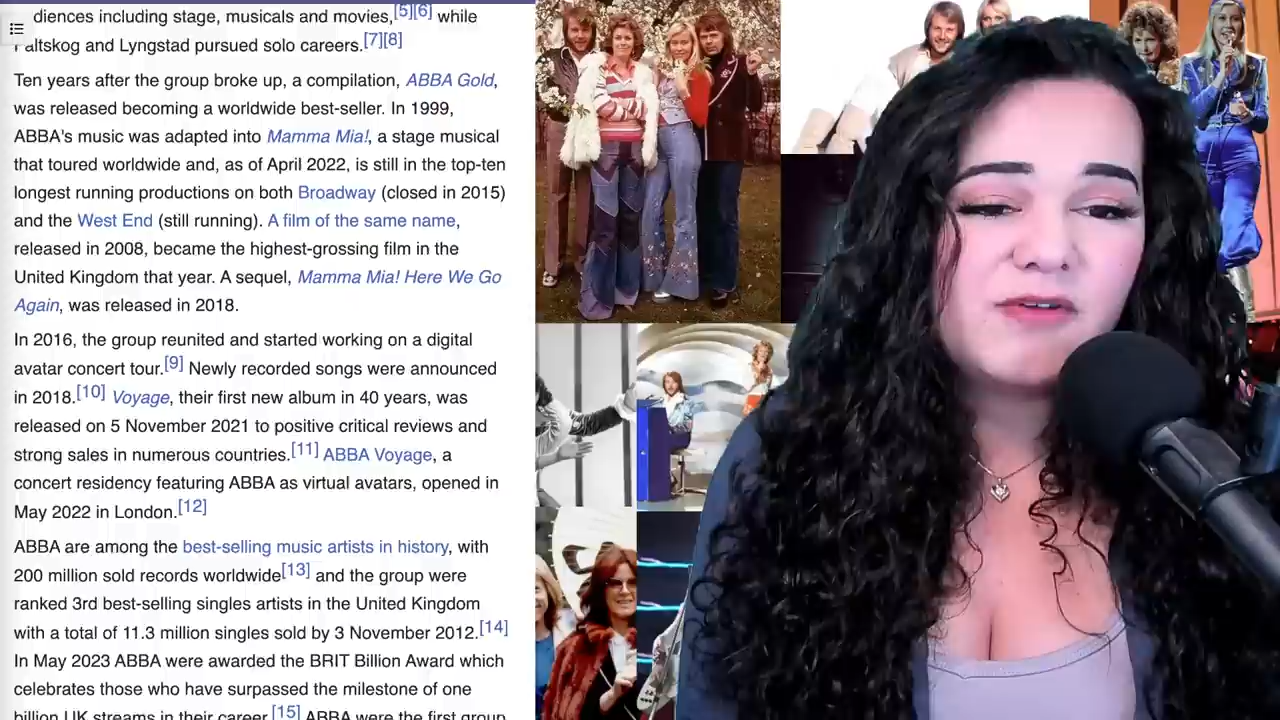 diences including stage, musicals and movies,[5][6] while
Faltskog and Lyngstad pursued solo careers.[7][8]
Ten years after the group broke up, a compilation, ABBA Gold,
was released becoming a worldwide best-seller. In 1999,
ABBA's music was adapted into Mamma Mia!, a stage musical
that toured worldwide and, as of April 2022, is still in the top-ten
longest running productions on both Broadway (closed in 2015)
and the West End (still running). A film of the same name,
released in 2008, became the highest-grossing film in the
United Kingdom that year. A sequel, Mamma Mia! Here We Go
Again, was released in 2018.
In 2016, the group reunited and started working on a digital
avatar concert tour.[9] Newly recorded songs were announced
in 2018.[10] Voyage, their first new album in 40 years, was
released on 5 November 2021 to positive critical reviews and
strong sales in numerous countries.[11] ABBA Voyage, a
concert residency featuring ABBA as virtual avatars, opened in
May 2022 in London.[12]
ABBA are among the best-selling music artists in history, with
200 million sold records worldwide[13] and the group were
ranked 3rd best-selling singles artists in the United Kingdom
with a total of 11.3 million singles sold by 3 November 2012.[14]
In May 2023 ABBA were awarded the BRIT Billion Award which
celebrates those who have surpassed the milestone of one
billion UK streams in their career.[15] ABBA were the first group